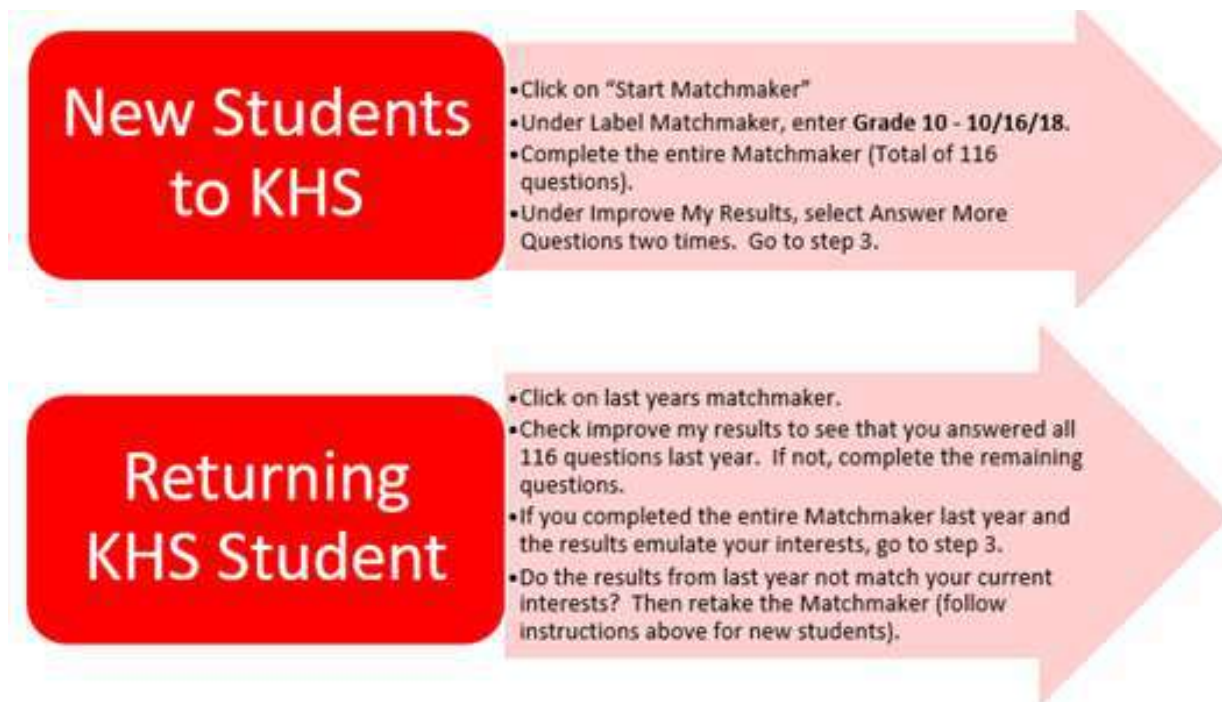 New Students
to KHS
•Click on “Start Matchmaker”
•Under Label Matchmaker, enter Grade 10 - 10/16/18.
•Complete the entire Matchmaker (Total of 116
questions).
•Under Improve My Results, select Answer More
Questions two times.  Go to step 3.
Returning
KHS Student
•Click on last years matchmaker.
•Check improve my results to see that you answered all
116 questions last year.  If not, complete the remaining
questions.
•If you completed the entire Matchmaker last year and
the results emulate your interests, go to step 3.
•Do the results from last year not match your current
interests?  Then retake the Matchmaker (follow
instructions above for new students).